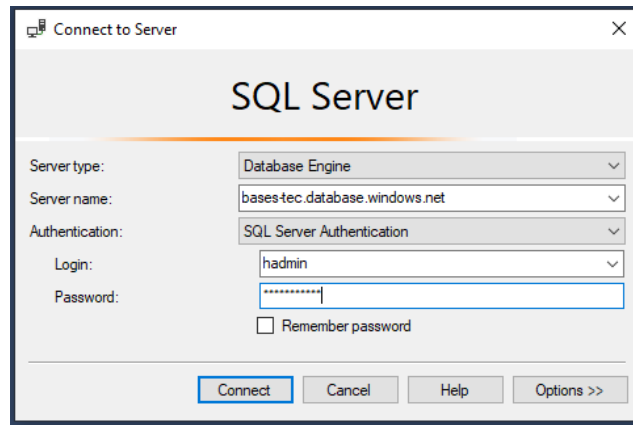 Connect to Server
SQL Server
Server type: Database Engine
Server name: bases-tec.database.windows.net
Authentication: SQL Server Authentication
Login: hadmin
Password: ***********
Remember password
Connect Cancel Help Options >>